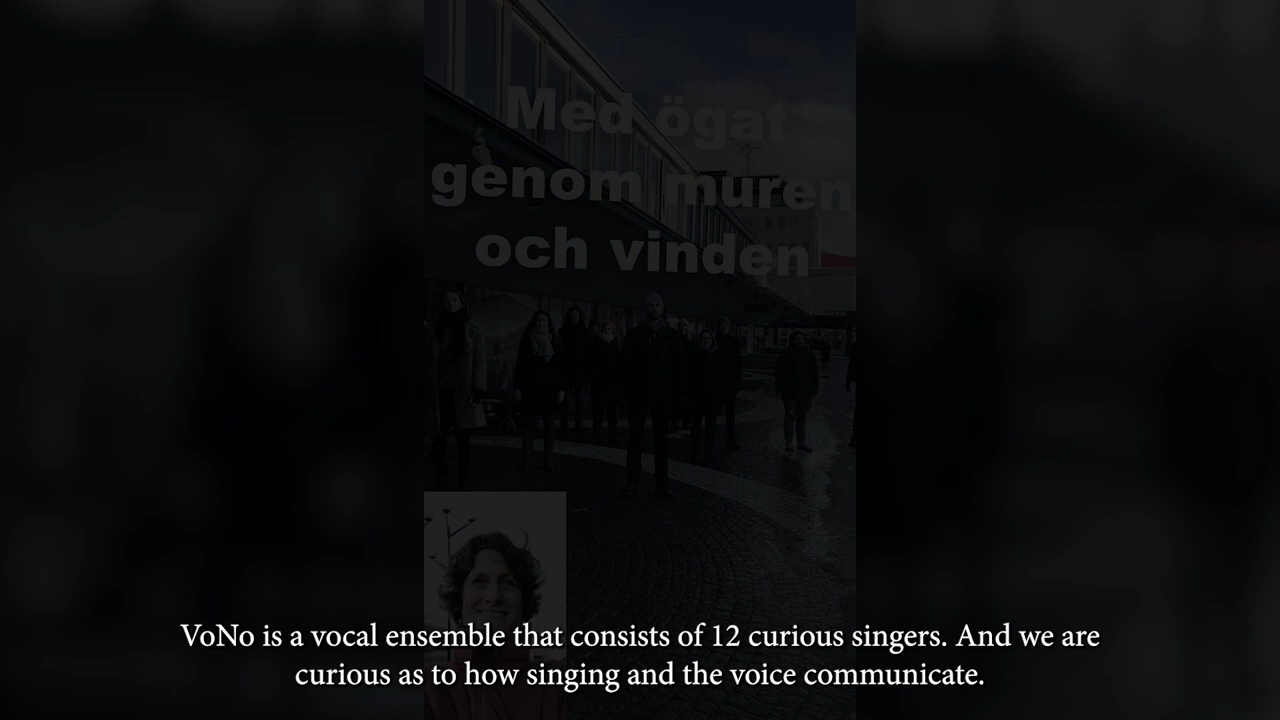 Med ögat
genom muren
och vinden
VoNo is a vocal ensemble that consists of 12 curious singers. And we are
curious as to how singing and the voice communicate.